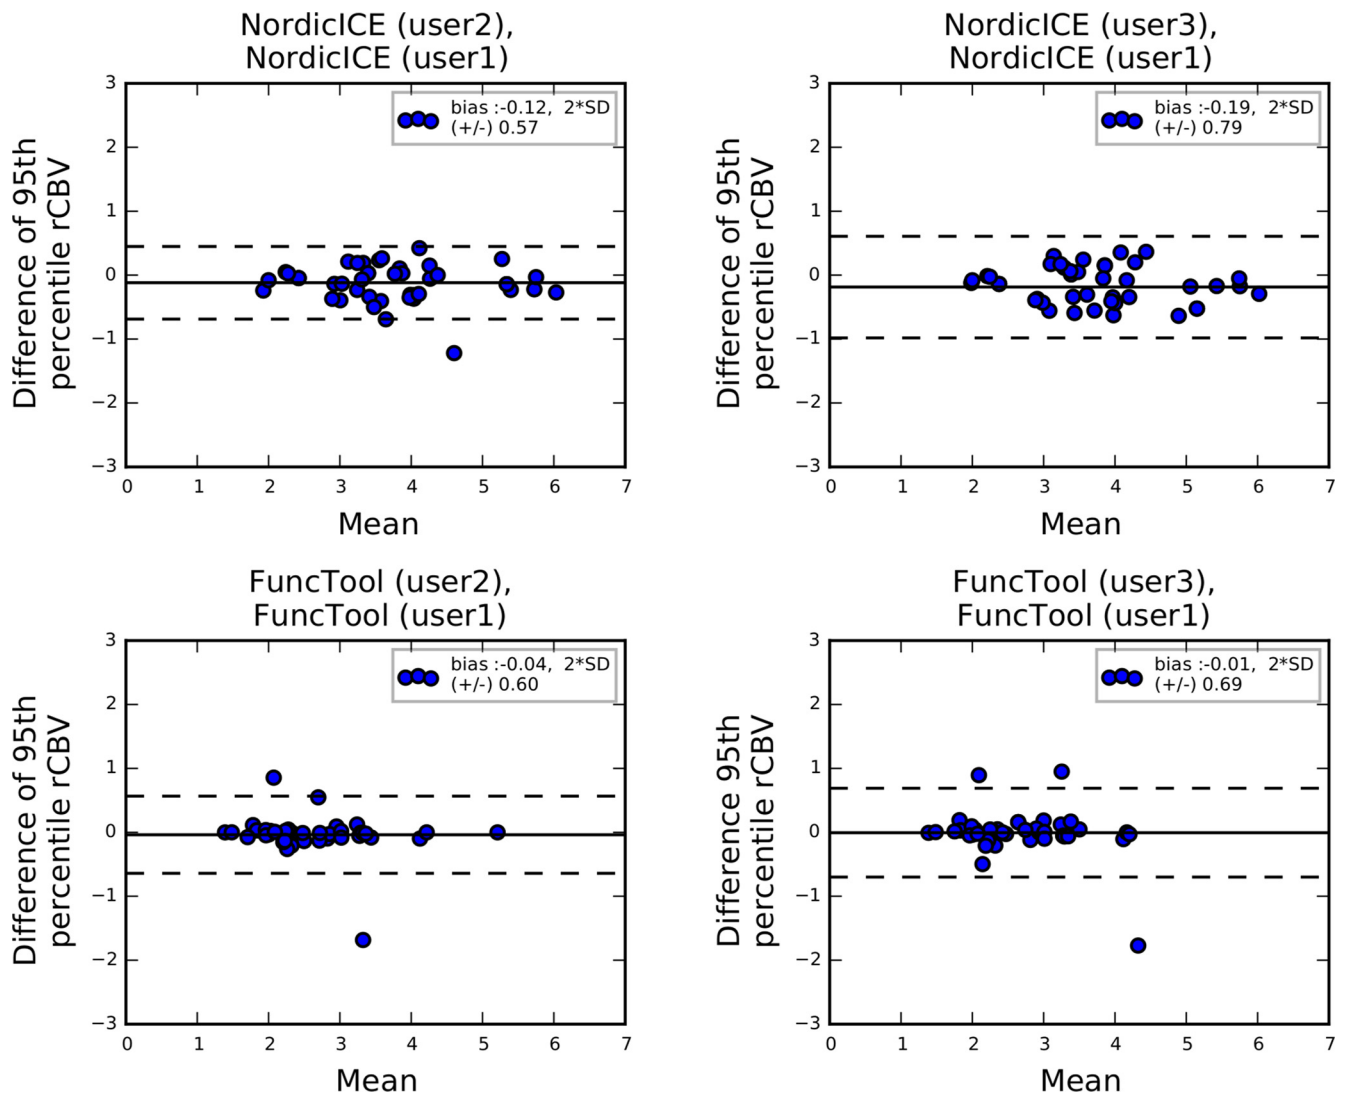 NordicICE (user2),
NordicICE (user1)
Difference of 95th
percentile rCBV
3
2
1
0
−1
−2
−3
bias :-0.12,  2*SD
(+/-) 0.57
0 1 2 3 4 5 6 7
Mean
NordicICE (user3),
NordicICE (user1)
Difference of 95th
percentile rCBV
3
2
1
0
−1
−2
−3
bias :-0.19,  2*SD
(+/-) 0.79
0 1 2 3 4 5 6 7
Mean
FuncTool (user2),
FuncTool (user1)
Difference of 95th
percentile rCBV
3
2
1
0
−1
−2
−3
bias :-0.04,  2*SD
(+/-) 0.60
0 1 2 3 4 5 6 7
Mean
FuncTool (user3),
FuncTool (user1)
Difference 95th
percentile rCBV
3
2
1
0
−1
−2
−3
bias :-0.01,  2*SD
(+/-) 0.69
0 1 2 3 4 5 6 7
Mean